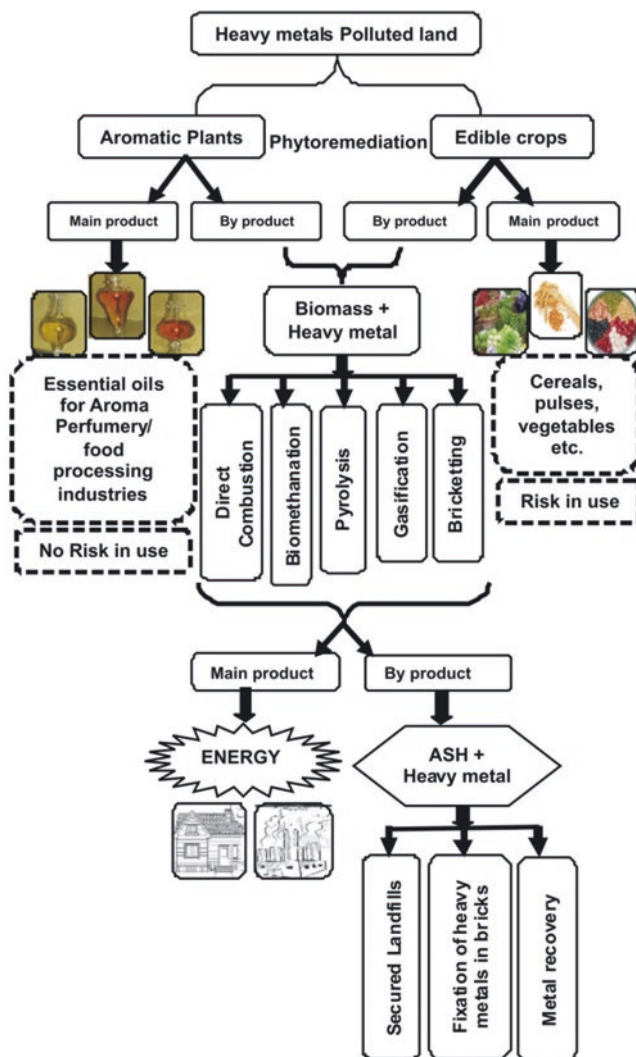 Heavy metals Polluted land
Aromatic Plants
Phytoremediation
Edible crops
Main product
By product
By product
Main product
Biomass +
Heavy metal
Essential oils
for Aroma
Perfumery/
food
processing
industries
Cereals,
pulses,
vegetables
etc.
No Risk in use
Risk in use
Direct
Combustion
Biomethanation
Pyrolysis
Gasification
Bricketting
Main product
By product
ENERGY
ASH +
Heavy metal
Secured Landfills
Fixation of heavy
metals in bricks
Metal recovery